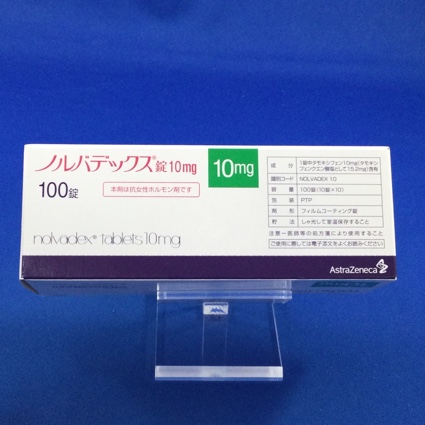 ノルバデックス®錠10mg
10mg
100錠
本剤は抗女性ホルモン剤です
nolvadex® tablets 10mg
成分 1錠中タモキシフェン10mg(タモキシフェンクエン酸塩として15.2mg)含有
識別コード NOLVADEX 10
容量 100錠(10錠×10)
包装 PTP
剤形 フィルムコーティング錠
貯法 しゃ光して室温保存すること
注意-医師等の処方箋により使用すること
ご使用に際しては電子添文をよくお読みください
AstraZeneca